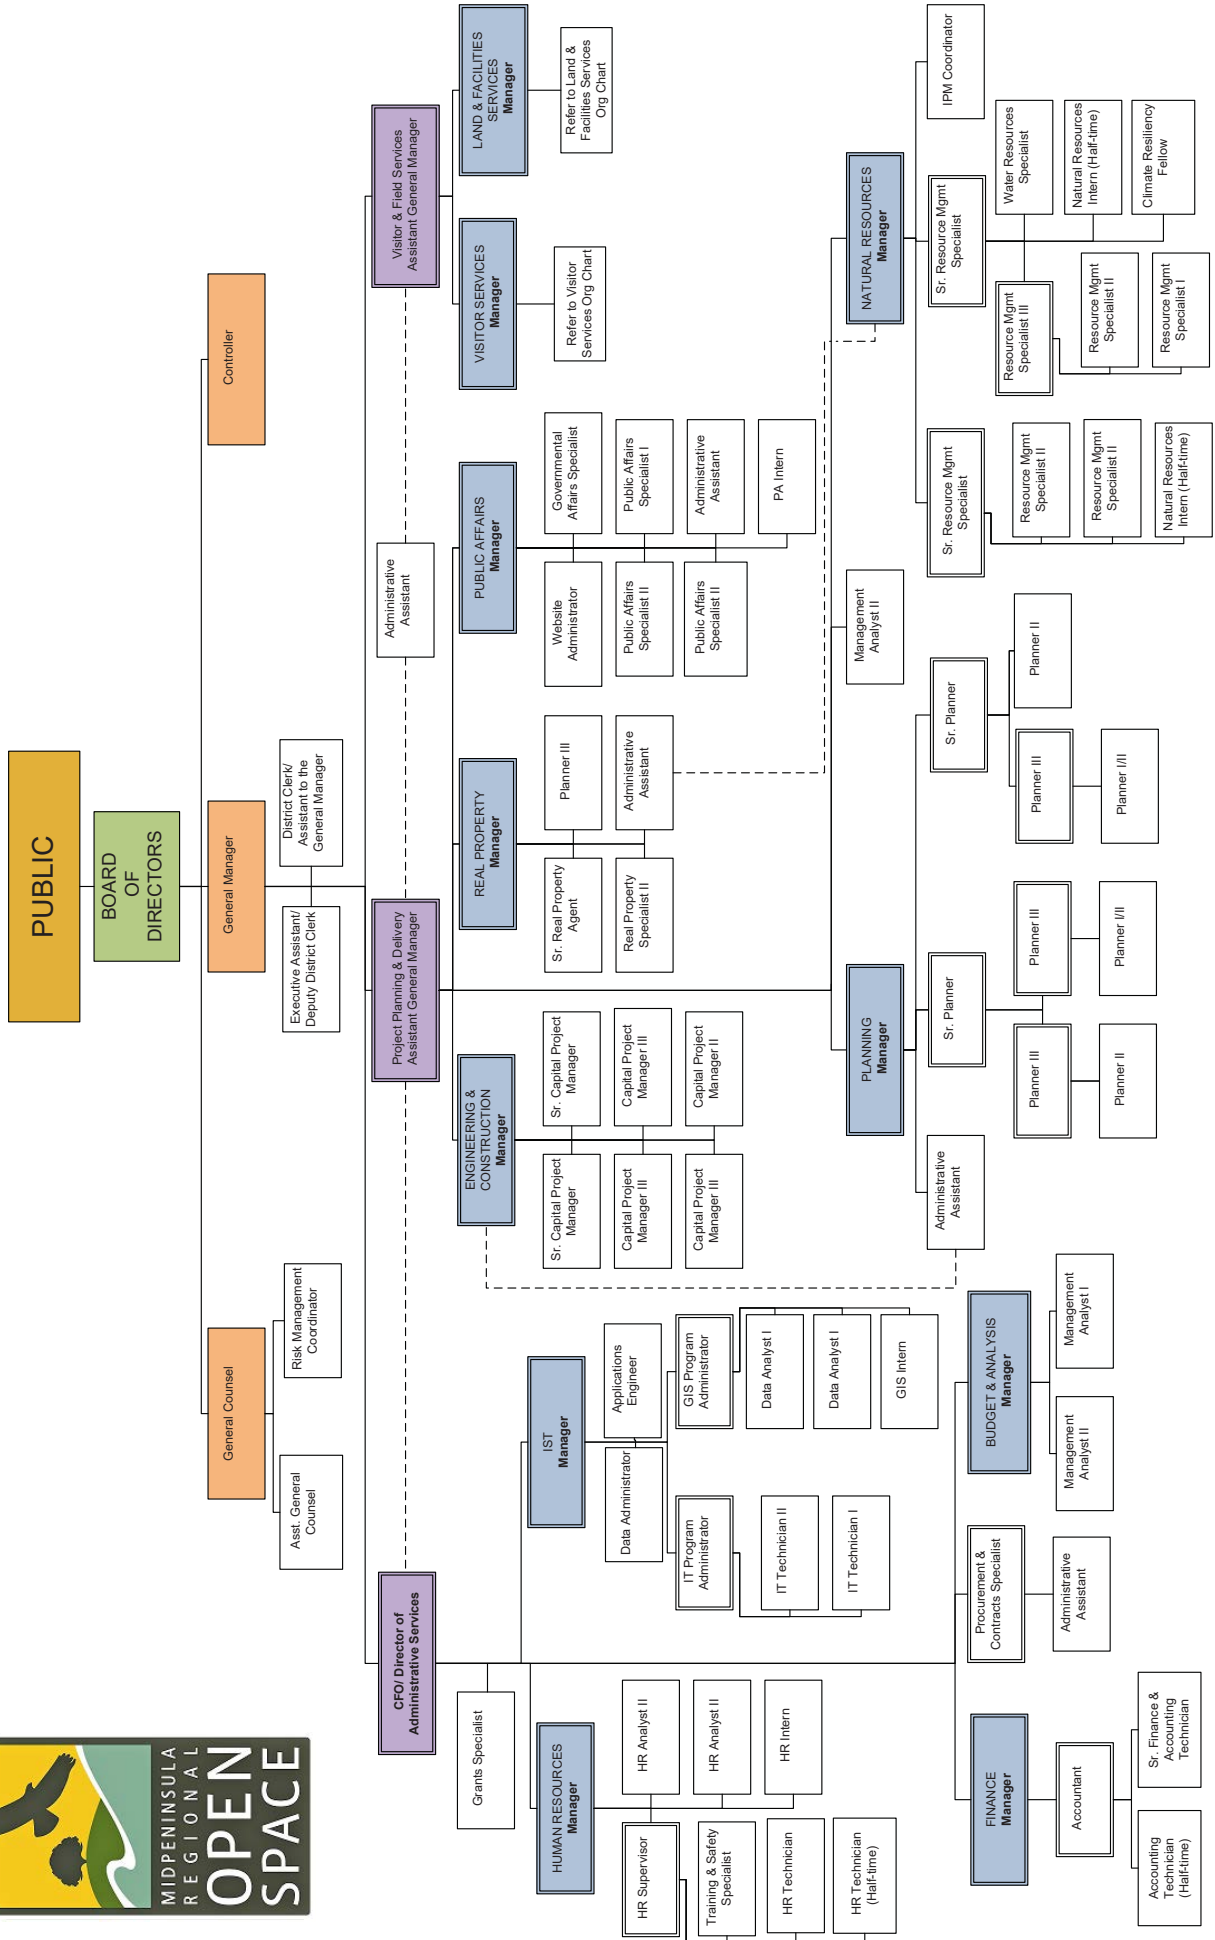 MIDPENINSULA
REGIONAL
OPEN
SPACE
PUBLIC
BOARD
OF
DIRECTORS
General Counsel
General Manager
Controller
Asst. General
Counsel
Risk Management
Coordinator
Executive Assistant/
Deputy District Clerk
District Clerk/
Assistant to the
General Manager
CFO/ Director of
Administrative Services
Project Planning & Delivery
Assistant General Manager
Administrative
Assistant
Visitor & Field Services
Assistant General Manager
Grants Specialist
HUMAN RESOURCES
Manager
HR Supervisor
HR Analyst II
Training & Safety
Specialist
HR Analyst II
HR Technician
HR Intern
HR Technician
(Half-time)
IST
Manager
Data Administrator
Applications
Engineer
IT Program
Administrator
GIS Program
Administrator
IT Technician II
Data Analyst I
IT Technician I
Data Analyst I
GIS Intern
FINANCE
Manager
Accountant
Accounting
Technician
(Half-time)
Sr. Finance &
Accounting
Technician
Procurement &
Contracts Specialist
Administrative
Assistant
BUDGET & ANALYSIS
Manager
Management
Analyst II
Management
Analyst I
ENGINEERING &
CONSTRUCTION
Manager
Sr. Capital Project
Manager
Sr. Capital Project
Manager
Capital Project
Manager III
Capital Project
Manager III
Capital Project
Manager III
Capital Project
Manager II
REAL PROPERTY
Manager
Sr. Real Property
Agent
Planner III
Real Property
Specialist II
Administrative
Assistant
PUBLIC AFFAIRS
Manager
Website
Administrator
Governmental
Affairs Specialist
Public Affairs
Specialist II
Public Affairs
Specialist I
Public Affairs
Specialist II
Administrative
Assistant
PA Intern
VISITOR SERVICES
Manager
Refer to Visitor
Services Org Chart
LAND & FACILITIES
SERVICES
Manager
Refer to Land &
Facilities Services
Org Chart
PLANNING
Manager
Administrative
Assistant
Sr. Planner
Planner III
Planner III
Planner II
Planner I/II
Sr. Planner
Planner III
Planner II
Planner I/II
Management
Analyst II
NATURAL RESOURCES
Manager
Sr. Resource Mgmt
Specialist
Resource Mgmt
Specialist II
Resource Mgmt
Specialist II
Natural Resources
Intern (Half-time)
Sr. Resource Mgmt
Specialist
Resource Mgmt
Specialist III
Water Resources
Specialist
Resource Mgmt
Specialist II
Natural Resources
Intern (Half-time)
Resource Mgmt
Specialist I
Climate Resiliency
Fellow
IPM Coordinator